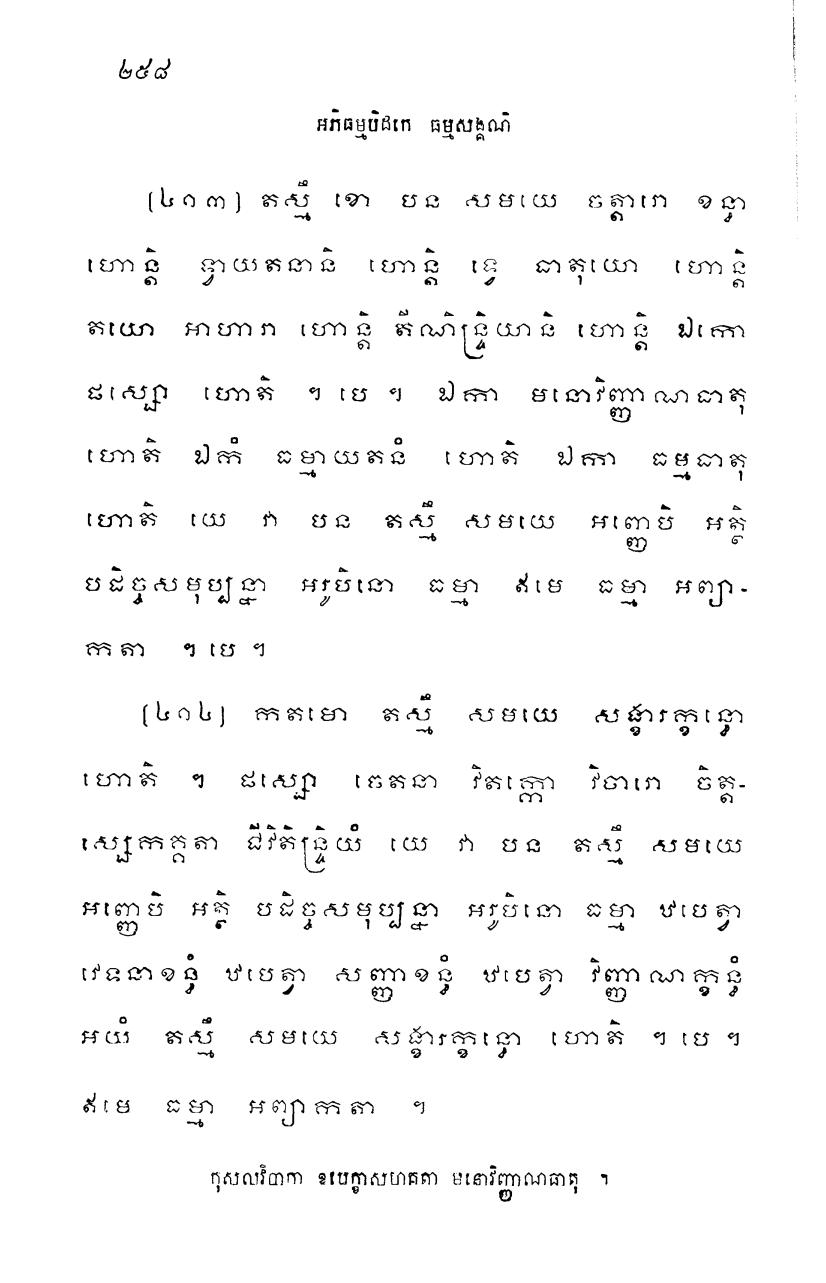 ២៥៨
អភិធម្មបិដកេ ធម្មសង្គណិ
(៤១៣) តស្មឹ ខោ បន សមយេ ចត្តារោ ខន្ធា
ហោន្តិ ទ្វាយតនានិ ហោន្តិ ទ្វេ ធាតុយោ ហោន្តិ
តយោ អាហារា ហោន្តិ តីណិន្ទ្រិយានិ ហោន្តិ ឯកោ
ផស្សោ ហោតិ ។ បេ ។ ឯកា មនោវិញ្ញាណធាតុ
ហោតិ ឯកំ ធម្មាយតនំ ហោតិ ឯកា ធម្មធាតុ
ហោតិ យេ វា បន តស្មឹ សមយេ អញ្ញេបិ អត្ថិ
បដិច្ចសមុប្បន្នា អរូបិនោ ធម្មា ឥមេ ធម្មា អព្យា-
កតា ។ បេ ។
(៤១៤) កតមោ តស្មឹ សមយេ សង្ខារក្ខន្ធោ
ហោតិ ។ ផស្សោ ចេតនា វិតក្កោ វិចារោ ចិត្ត-
ស្សេកគ្គតា ជីវិតិន្ទ្រិយំ យេ វា បន តស្មឹ សមយេ
អញ្ញេបិ អត្ថិ បដិច្ចសមុប្បន្នា អរូបិនោ ធម្មា ឋបេត្វា
វេទនាខន្ធំ ឋបេត្វា សញ្ញាខន្ធំ ឋបេត្វា វិញ្ញាណក្ខន្ធំ
អយំ តស្មឹ សមយេ សង្ខារក្ខន្ធោ ហោតិ ។ បេ ។
ឥមេ ធម្មា អព្យាកតា ។
កុសលវិបាកា ឧបេក្ខាសហគតា មនោវិញ្ញាណធាតុ ។